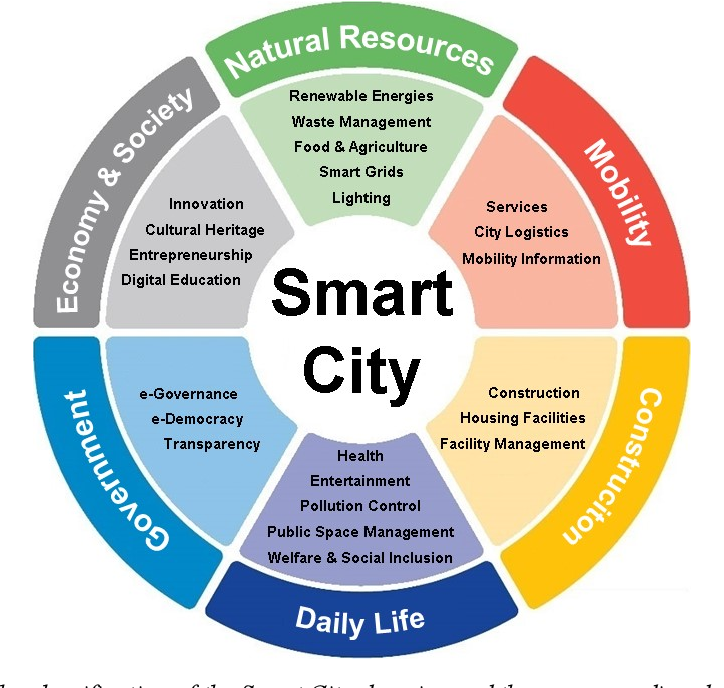 Natural Resources
Renewable Energies
Waste Management
Food & Agriculture
Smart Grids
Lighting
Mobility
Services
City Logistics
Mobility Information
Construciton
Construction
Housing Facilities
Facility Management
Daily Life
Health
Entertainment
Pollution Control
Public Space Management
Welfare & Social Inclusion
Government
e-Governance
e-Democracy
Transparency
Economy & Society
Innovation
Cultural Heritage
Entrepreneurship
Digital Education
Smart
City